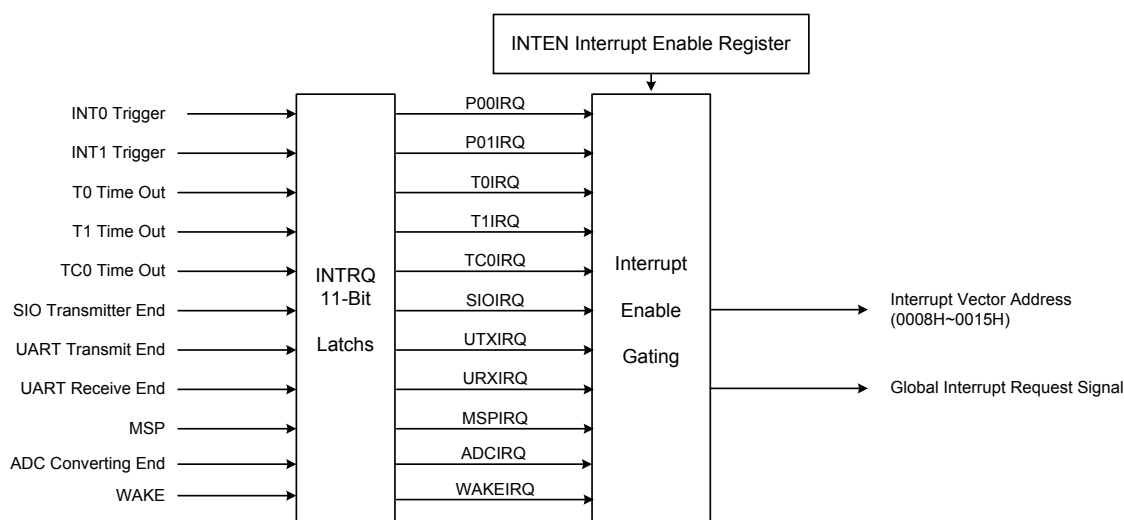 INTEN Interrupt Enable Register
INT0 Trigger
INT1 Trigger
T0 Time Out
T1 Time Out
TC0 Time Out
SIO Transmitter End
UART Transmit End
UART Receive End
MSP
ADC Converting End
WAKE
INTRQ
11-Bit
Latchs
P00IRQ
P01IRQ
T0IRQ
T1IRQ
TC0IRQ
SIOIRQ
UTXIRQ
URXIRQ
MSPIRQ
ADCIRQ
WAKEIRQ
Interrupt
Enable
Gating
Interrupt Vector Address
(0008H~0015H)
Global Interrupt Request Signal